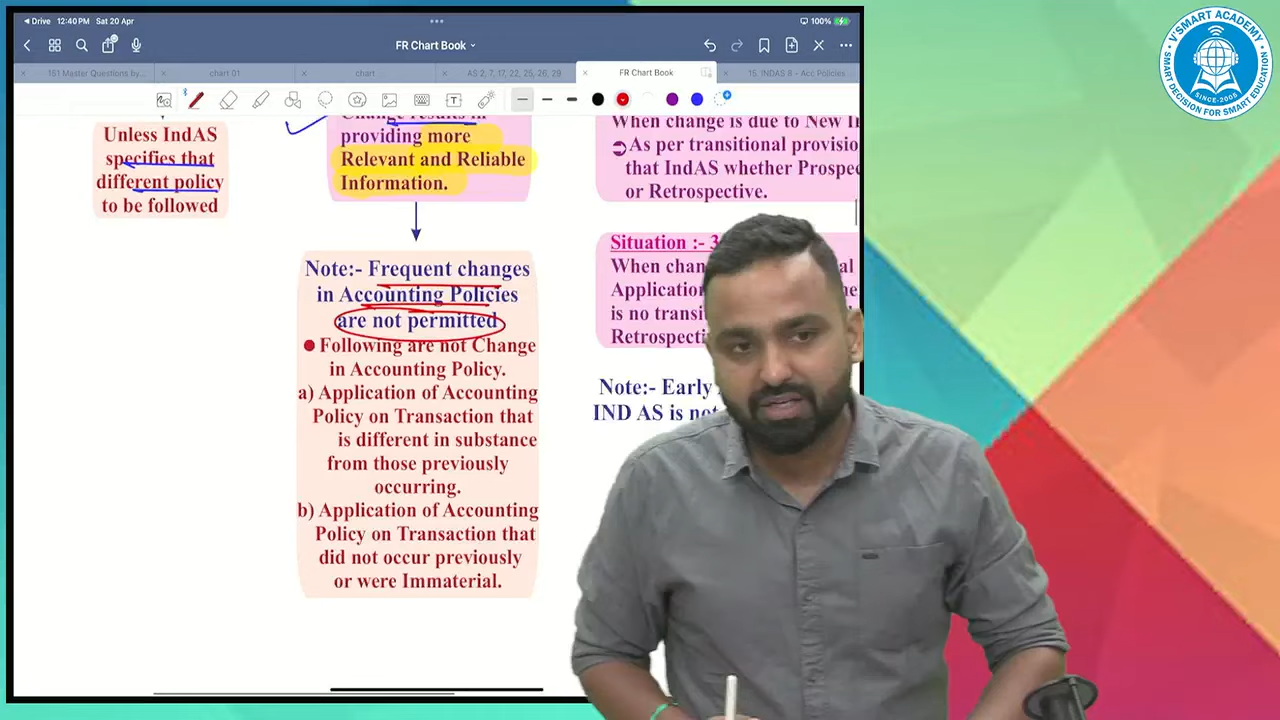 Drive 12:40 PM Sat 20 Apr
100%
FR Chart Book
151 Master Questions by...
chart 01
chart
AS 2, 7, 17, 22, 25, 26, 29
FR Chart Book
15. INDAS 8 - Acc Policies
Unless IndAS
specifies that
different policy
to be followed
Change results in
providing more
Relevant and Reliable
Information.
Note:- Frequent changes
in Accounting Policies
are not permitted
Following are not Change
in Accounting Policy.
a) Application of Accounting
Policy on Transaction that
is different in substance
from those previously
occurring.
b) Application of Accounting
Policy on Transaction that
did not occur previously
or were Immaterial.
When change is due to New
As per transitional provisio
that IndAS whether Prospec
or Retrospective.
Situation :- 3
When chan
Application
is no transit
Retrospecti
Note:- Early
IND AS is not
V'SMART ACADEMY
SMART DECISION FOR SMART EDUCATION
SINCE-2008